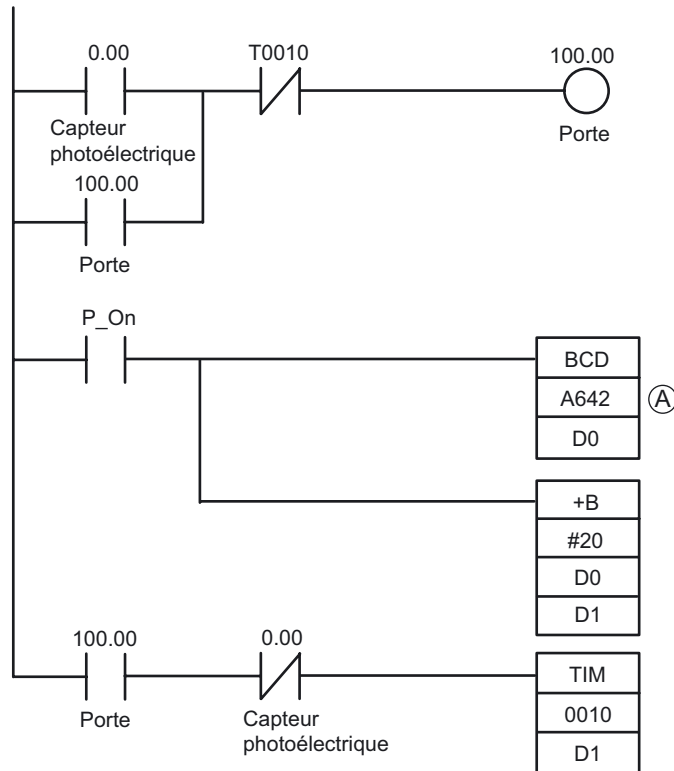 0.00
T0010
100.00
Capteur
photoélectrique
Porte
100.00
Porte
P_On
BCD
A642
A
D0
+B
#20
D0
D1
100.00
0.00
TIM
Porte
Capteur
photoélectrique
0010
D1